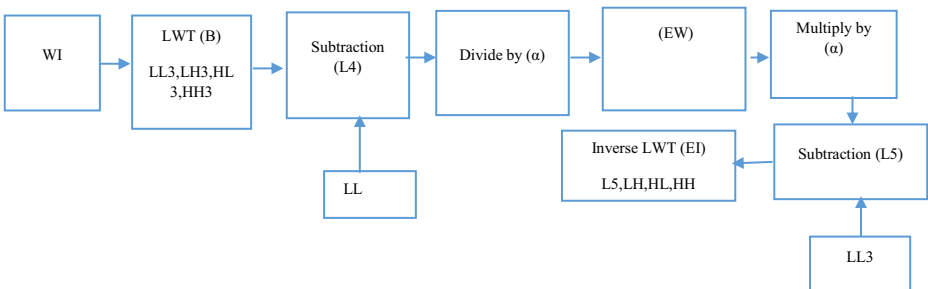 WI
LWT (B)
LL3,LH3,HL
3,HH3
Subtraction
(L4)
Divide by (α)
(EW)
Multiply by
(α)
Inverse LWT (EI)
L5,LH,HL,HH
Subtraction (L5)
LL
LL3